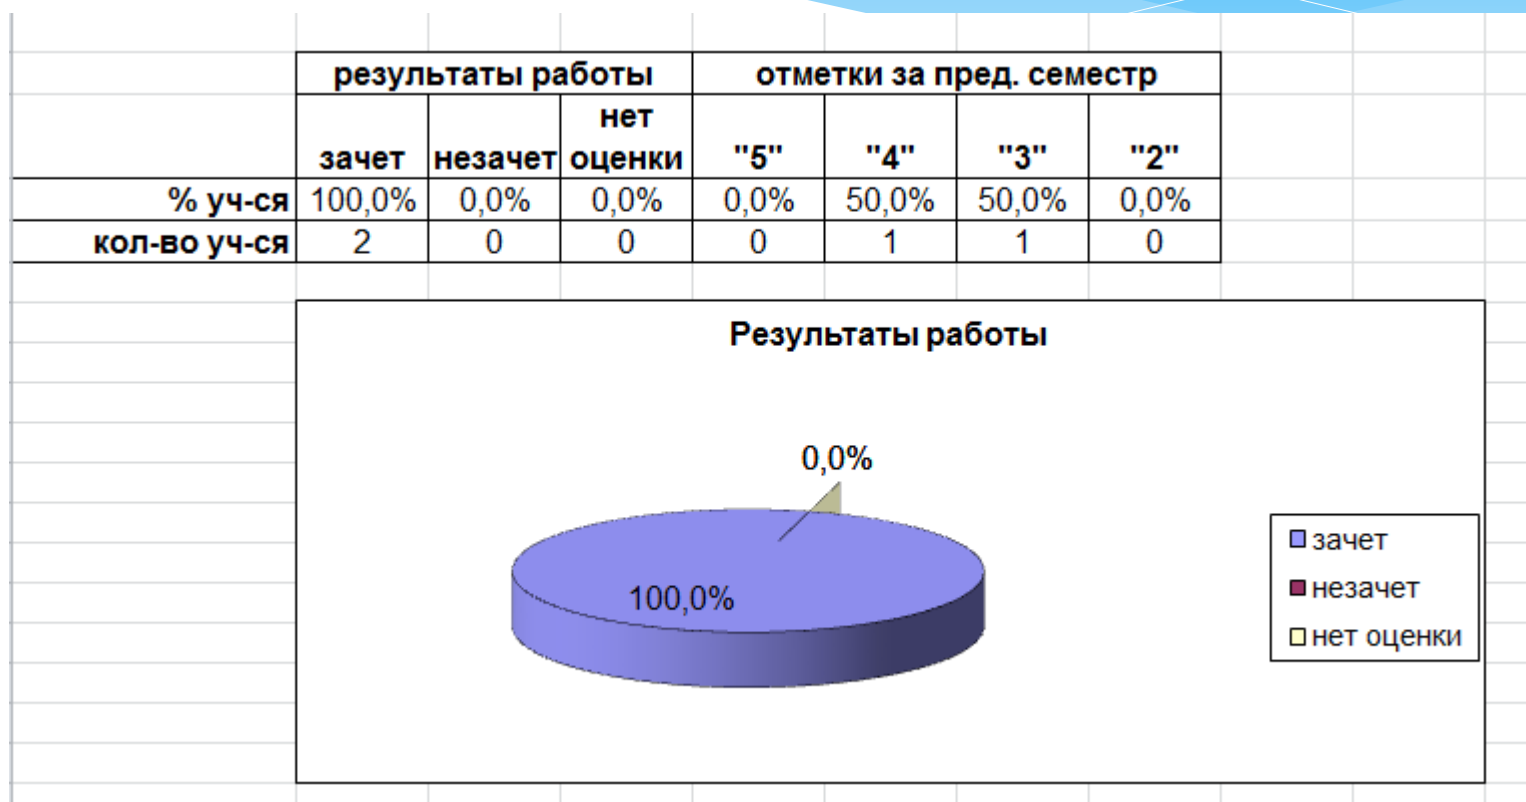 результаты работы отметки за пред. семестр
зачет незачет нет оценки "5" "4" "3" "2"
% уч-ся 100,0% 0,0% 0,0% 0,0% 50,0% 50,0% 0,0%
кол-во уч-ся 2 0 0 0 1 1 0
Результаты работы
0,0%
100,0%
зачет
незачет
нет оценки